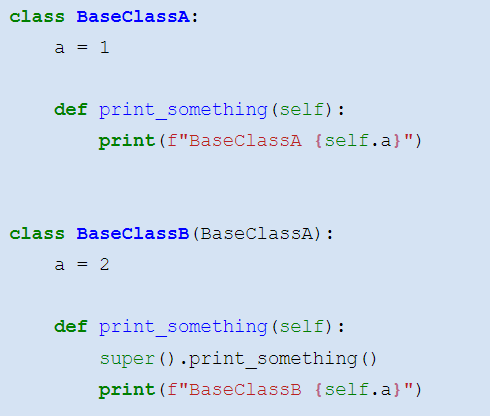 class BaseClassA:
    a = 1

    def print_something(self):
        print(f"BaseClassA {self.a}")


class BaseClassB(BaseClassA):
    a = 2

    def print_something(self):
        super().print_something()
        print(f"BaseClassB {self.a}")